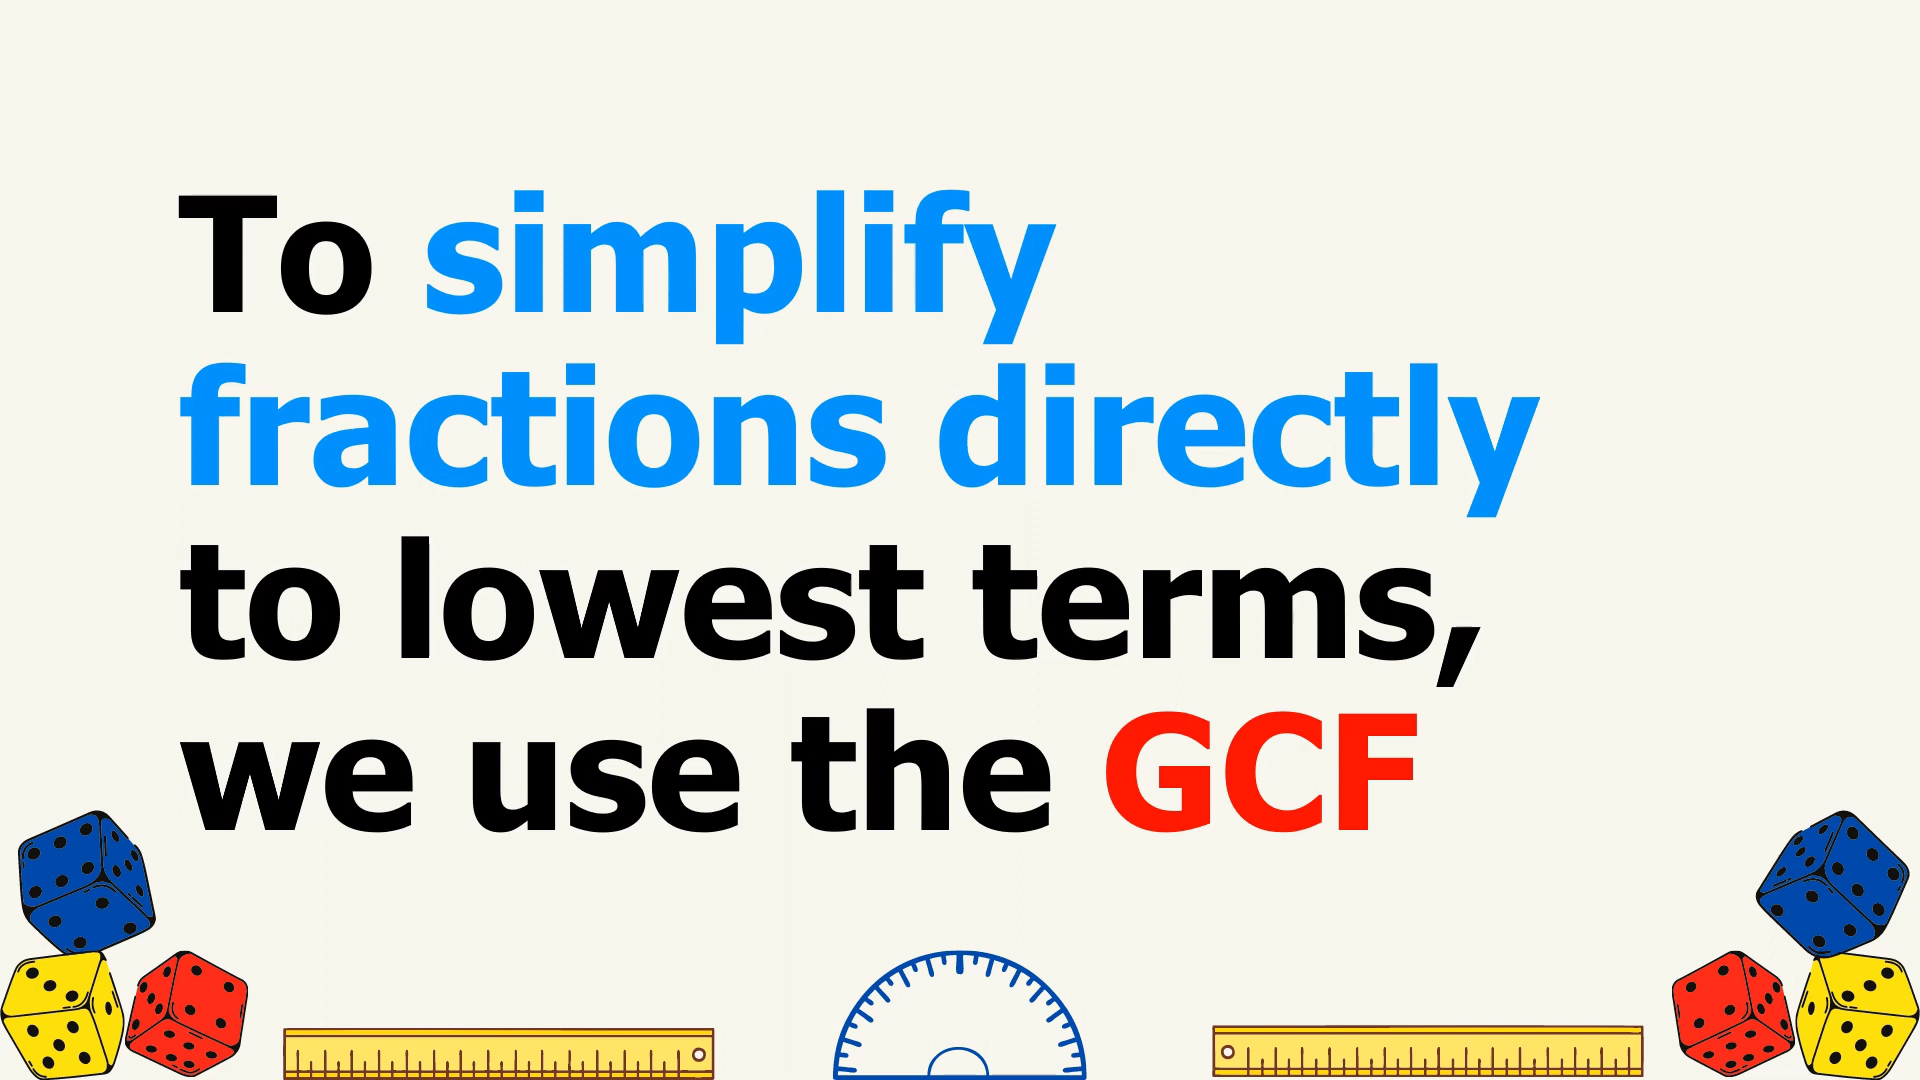 To simplify
fractions directly
to lowest terms,
we use the GCF